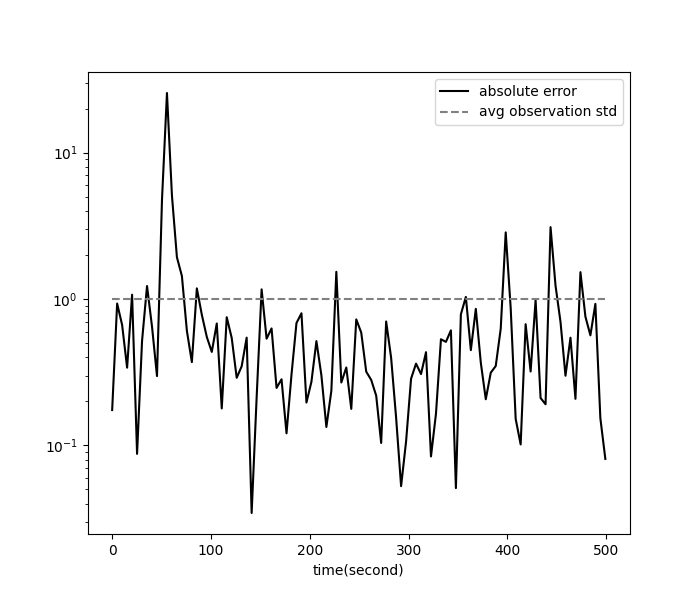 absolute error
avg observation std
10¹
10⁰
10⁻¹
0 100 200 300 400 500
time(second)